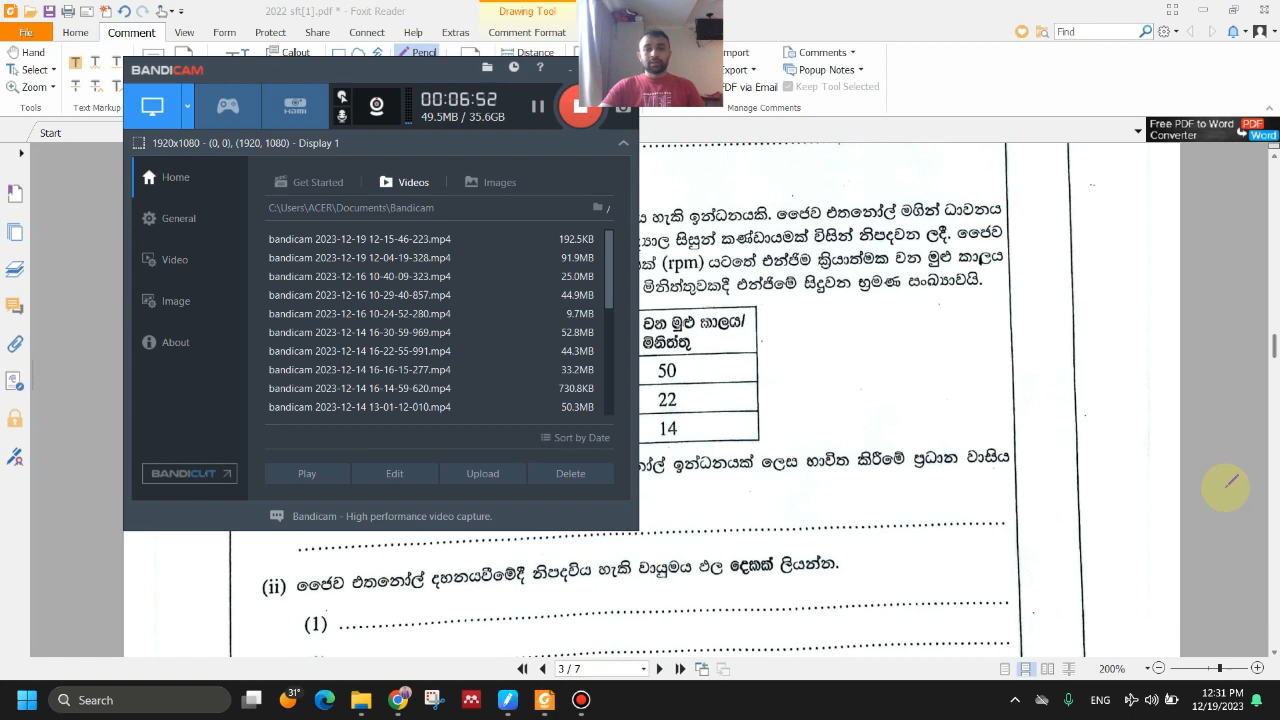 2022 sft[1].pdf * - Foxit Reader
Drawing Tool
File
Home
Comment
View
Form
Protect
Share
Connect
Help
Extras
Comment Format
Find
Hand
Select
Zoom
Tools
Text Markup
Callout
Pencil
Distance
Comments
Popup Notes
Keep Tool Selected
Manage Comments
Start
Free PDF to Word
Converter
PDF
Word
BANDICAM
00:06:52
49.5MB / 35.6GB
HDMI
1920x1080 - (0, 0), (1920, 1080) - Display 1
Home
General
Video
Image
About
BANDICUT
Get Started
Videos
Images
C:\Users\ACER\Documents\Bandicam
/
bandicam 2023-12-19 12-15-46-223.mp4 192.5KB
bandicam 2023-12-19 12-04-19-328.mp4 91.9MB
bandicam 2023-12-16 10-40-09-323.mp4 25.0MB
bandicam 2023-12-16 10-29-40-857.mp4 44.9MB
bandicam 2023-12-16 10-24-52-280.mp4 9.7MB
bandicam 2023-12-14 16-30-59-969.mp4 52.8MB
bandicam 2023-12-14 16-22-55-991.mp4 44.3MB
bandicam 2023-12-14 16-16-15-277.mp4 33.2MB
bandicam 2023-12-14 16-14-59-620.mp4 730.8KB
bandicam 2023-12-14 13-01-12-010.mp4 50.3MB
Sort by Date
Play
Edit
Upload
Delete
Bandicam - High performance video capture.
හැකි ඉන්ධනයකි. ජෛව එතනෝල් මගින් ධාවනය
සිසුන් කණ්ඩායමක් විසින් නිපදවන ලදී. ජෛව
(rpm) යටතේ එන්ජිම ක්‍රියාත්මක වන මුළු කාලය
මිනිත්තුවකදී එන්ජිමේ සිදුවන භ්‍රමණ සංඛ්‍යාවයි.
වන මුළු කාලය/
මිනිත්තු
50
22
14
ඉන්ධනයක් ලෙස භාවිත කිරීමේ ප්‍රධාන වාසිය
(ii) ජෛව එතනෝල් දහනයවීමේදී නිපදවිය හැකි වායුමය ඵල දෙකක් ලියන්න.
(1)
3 / 7
200%
Search
31°
ENG
12:31 PM
12/19/2023